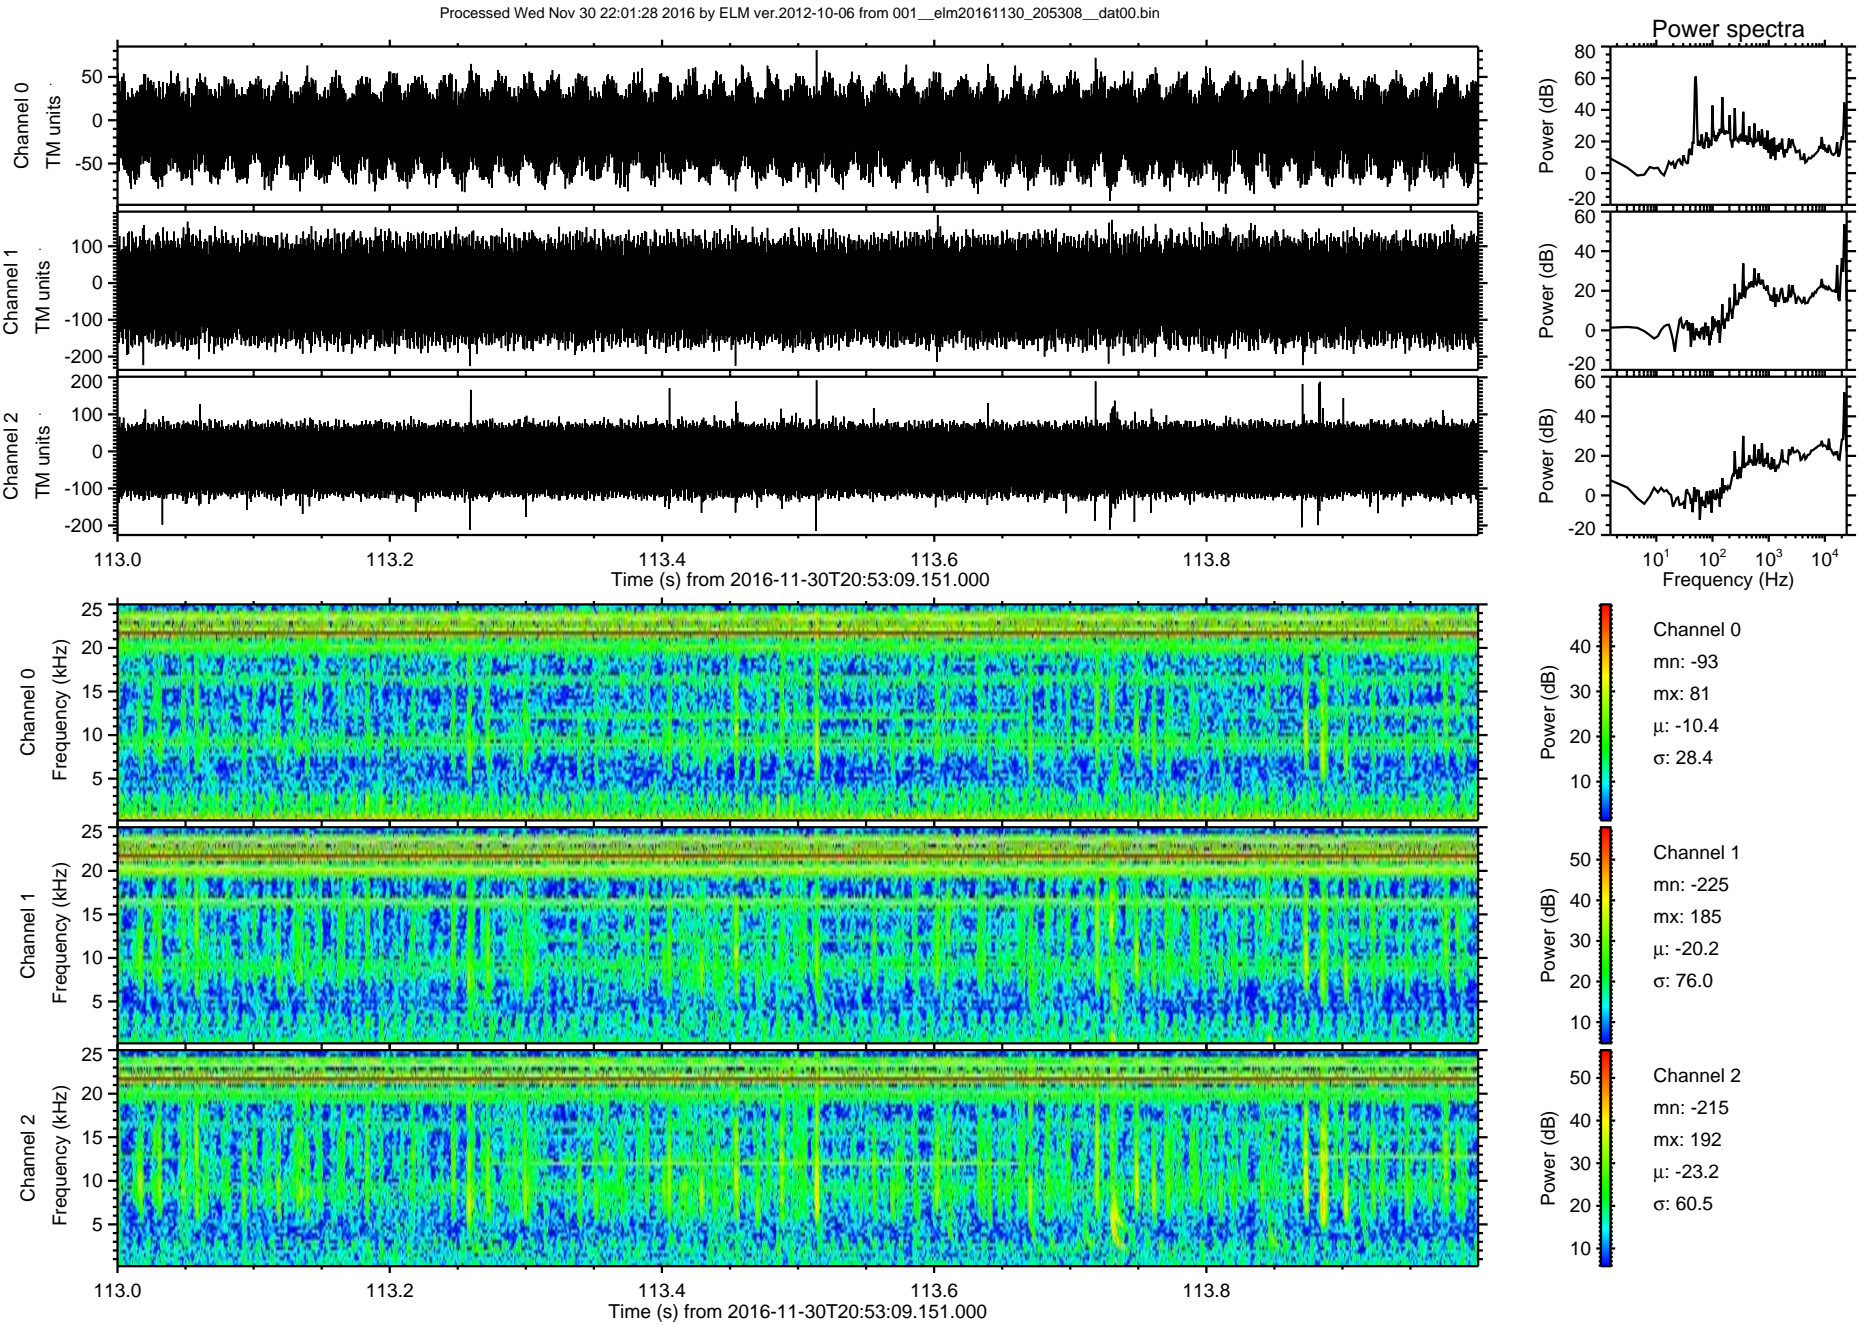 Processed Wed Nov 30 22:01:28 2016 by ELM ver.2012-10-06 from 001__elm20161130_205308__dat00.bin
Power spectra
Channel 0
TM units
50
0
-50
Power (dB)
80
60
40
20
0
-20
Channel 1
TM units
100
0
-100
-200
Power (dB)
60
40
20
0
-20
Channel 2
TM units
200
100
0
-100
-200
Power (dB)
60
40
20
0
-20
113.0 113.2 113.4 113.6 113.8
Time (s) from 2016-11-30T20:53:09.151.000
10^1 10^2 10^3 10^4
Frequency (Hz)
Channel 0
Frequency (kHz)
25
20
15
10
5
Power (dB)
40
30
20
10
Channel 0
mn: -93
mx: 81
μ: -10.4
σ: 28.4
Channel 1
Frequency (kHz)
25
20
15
10
5
Power (dB)
50
40
30
20
10
Channel 1
mn: -225
mx: 185
μ: -20.2
σ: 76.0
Channel 2
Frequency (kHz)
25
20
15
10
5
Power (dB)
50
40
30
20
10
Channel 2
mn: -215
mx: 192
μ: -23.2
σ: 60.5
113.0 113.2 113.4 113.6 113.8
Time (s) from 2016-11-30T20:53:09.151.000